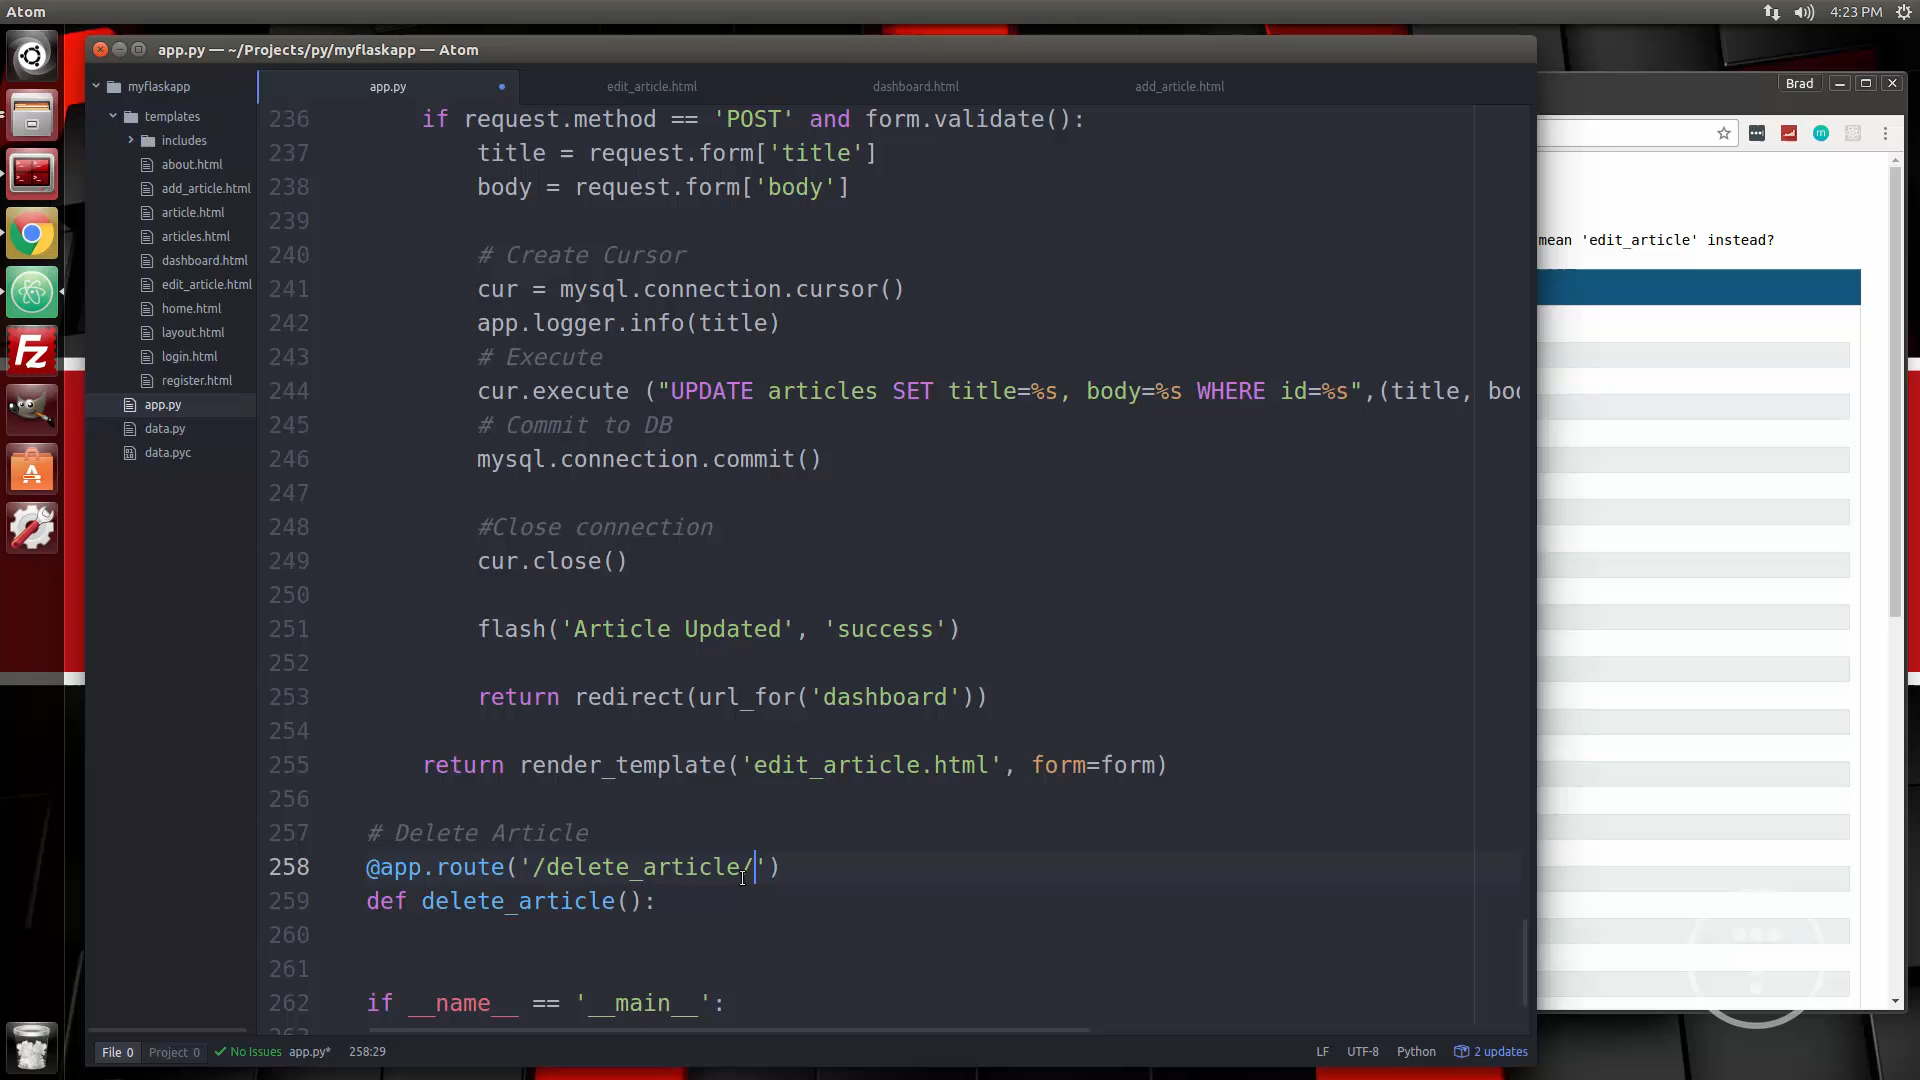 Atom
4:23 PM
app.py — ~/Projects/py/myflaskapp — Atom
Brad
myflaskapp
templates
includes
about.html
add_article.html
article.html
articles.html
dashboard.html
edit_article.html
home.html
layout.html
login.html
register.html
app.py
data.py
data.pyc
app.py
edit_article.html
dashboard.html
add_article.html
236 if request.method == 'POST' and form.validate():
237 title = request.form['title']
238 body = request.form['body']
239
240 # Create Cursor
241 cur = mysql.connection.cursor()
242 app.logger.info(title)
243 # Execute
244 cur.execute ("UPDATE articles SET title=%s, body=%s WHERE id=%s",(title, boc
245 # Commit to DB
246 mysql.connection.commit()
247
248 #Close connection
249 cur.close()
250
251 flash('Article Updated', 'success')
252
253 return redirect(url_for('dashboard'))
254
255 return render_template('edit_article.html', form=form)
256
257 # Delete Article
258 @app.route('/delete_article/')
259 def delete_article():
260
261
262 if __name__ == '__main__':
mean 'edit_article' instead?
File 0 Project 0 No Issues app.py* 258:29
LF UTF-8 Python 2 updates